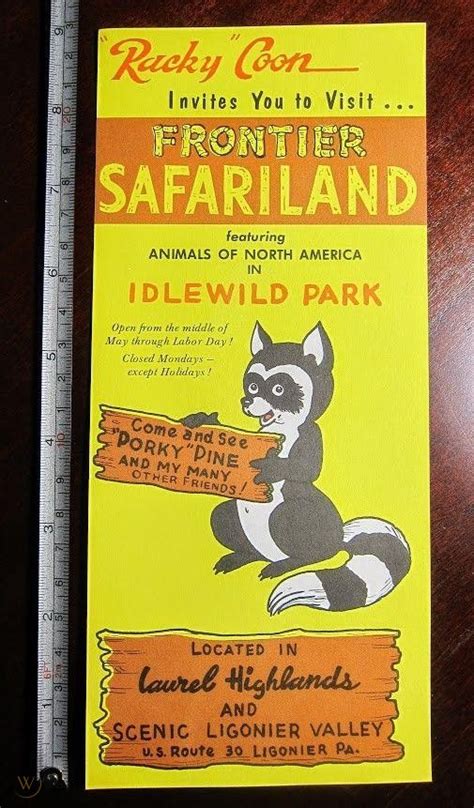 "Racky" Coon
Invites You to Visit ...
FRONTIER
SAFARILAND
featuring
ANIMALS OF NORTH AMERICA
IN
IDLEWILD PARK
Open from the middle of
May through Labor Day!
Closed Mondays —
except Holidays!
Come and See
"PORKY" PINE
AND MY MANY
OTHER FRIENDS!
LOCATED IN
Laurel Highlands
AND
SCENIC LIGONIER VALLEY
U.S. ROUTE 30 LIGONIER PA.